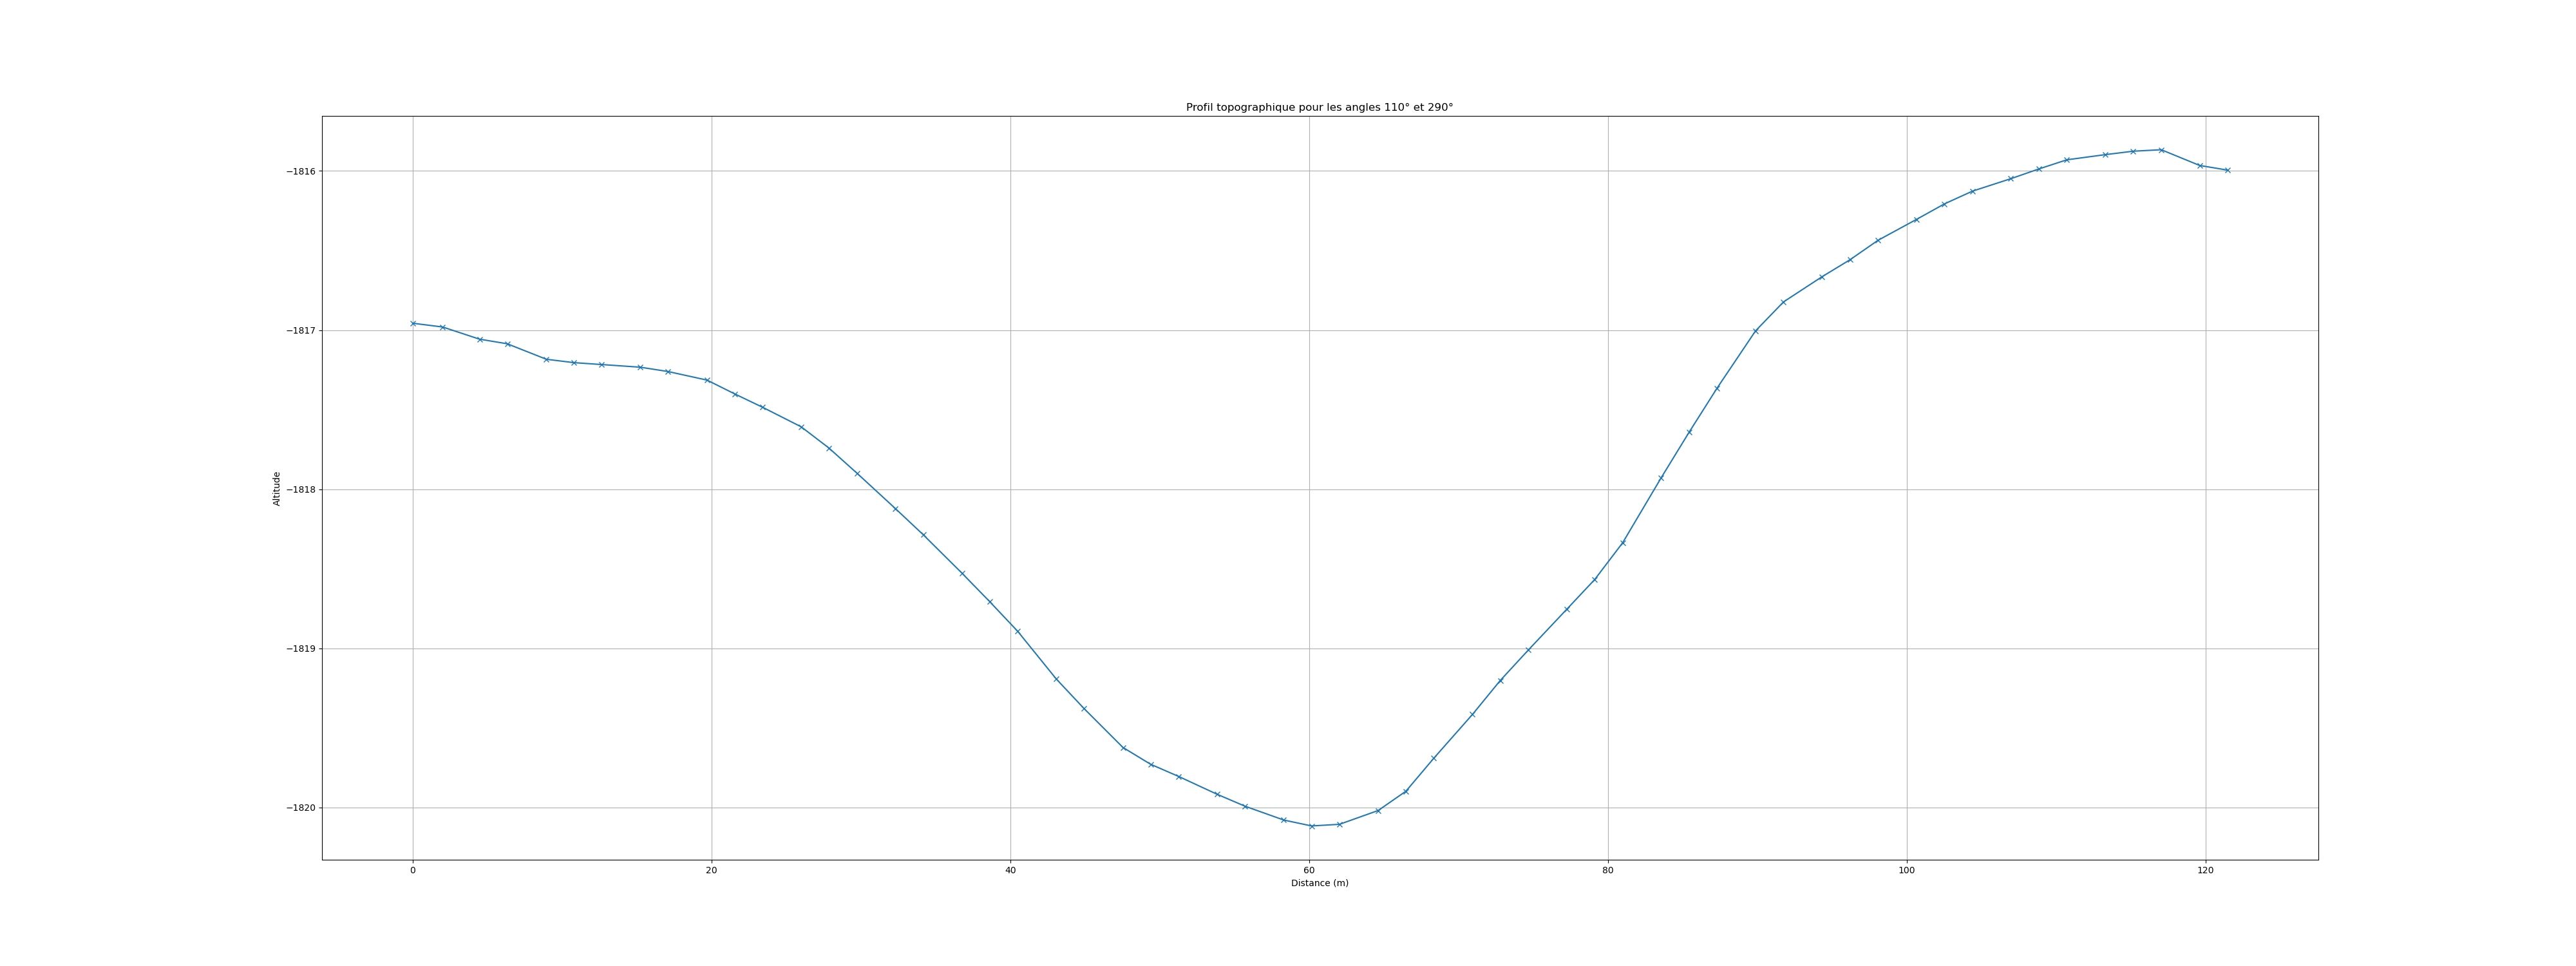 Profil topographique pour les angles 110° et 290°
Altitude
−1816
−1817
−1818
−1819
−1820
0 20 40 60 80 100 120
Distance (m)